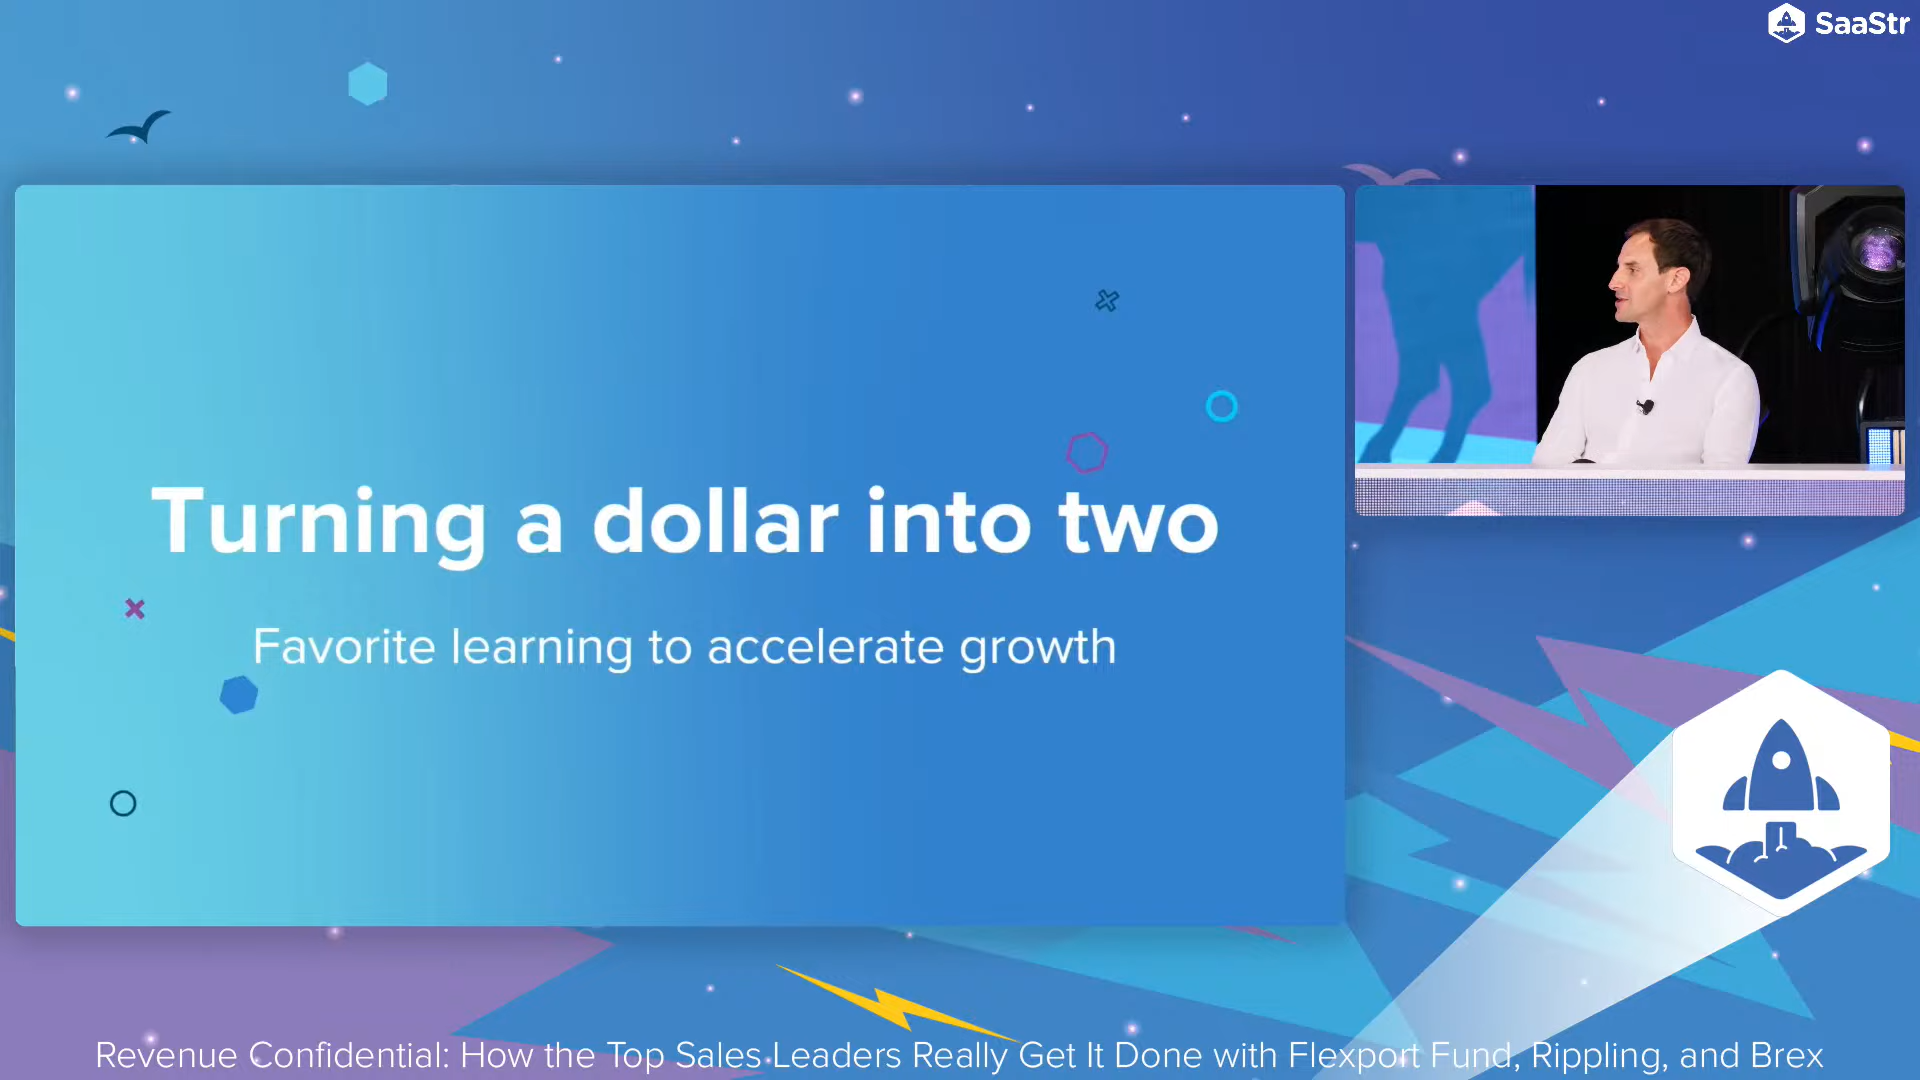 SaaStr
Turning a dollar into two
Favorite learning to accelerate growth
Revenue Confidential: How the Top Sales Leaders Really Get It Done with Flexport Fund, Rippling, and Brex